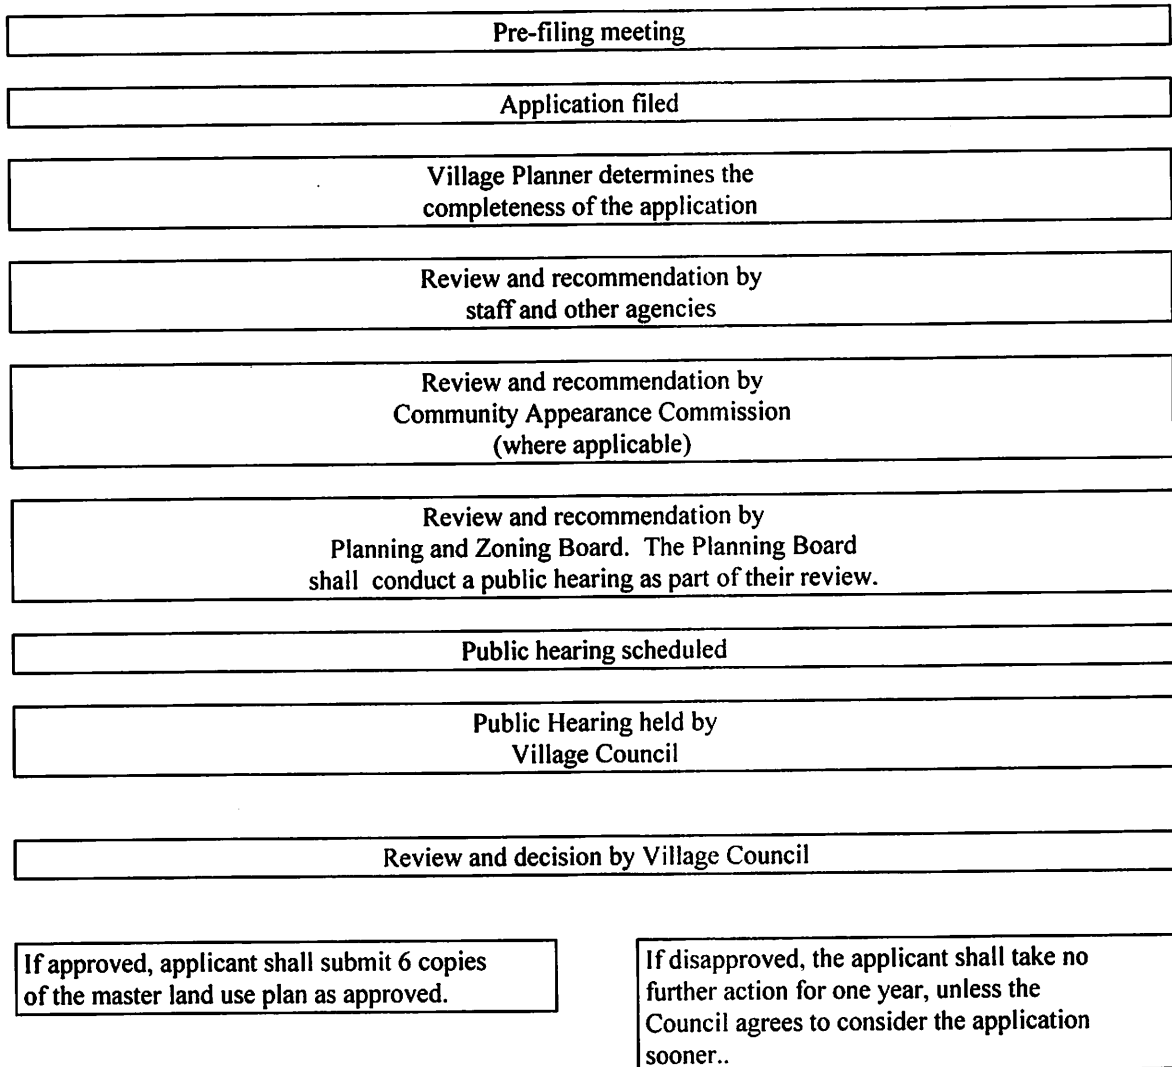 Pre-filing meeting
Application filed
Village Planner determines the
completeness of the application
Review and recommendation by
staff and other agencies
Review and recommendation by
Community Appearance Commission
(where applicable)
Review and recommendation by
Planning and Zoning Board. The Planning Board
shall conduct a public hearing as part of their review.
Public hearing scheduled
Public Hearing held by
Village Council
Review and decision by Village Council
If approved, applicant shall submit 6 copies
of the master land use plan as approved.
If disapproved, the applicant shall take no
further action for one year, unless the
Council agrees to consider the application
sooner..